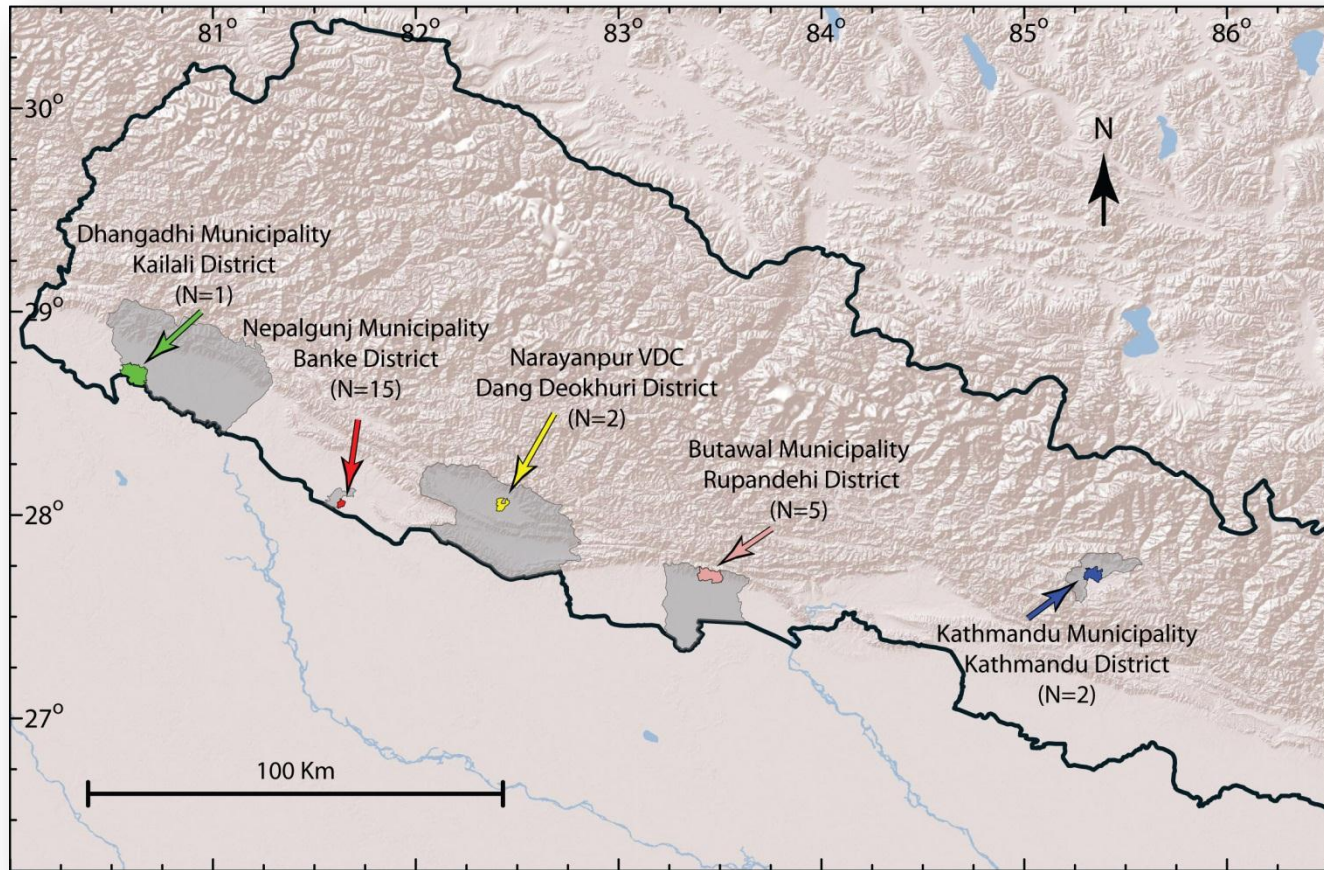 81° 82° 83° 84° 85° 86°
30°
N
Dhangadhi Municipality
Kailali District
(N=1)
29°
Nepalgunj Municipality
Banke District
(N=15)
Narayanpur VDC
Dang Deokhuri District
(N=2)
Butawal Municipality
Rupandehi District
(N=5)
28°
Kathmandu Municipality
Kathmandu District
(N=2)
27°
100 Km